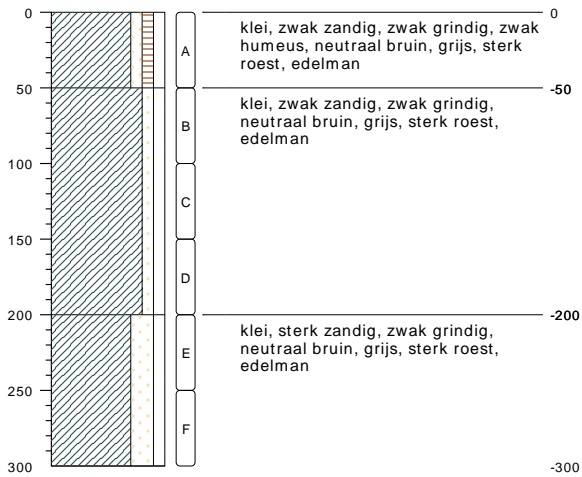 0
50
100
150
200
250
300
A
B
C
D
E
F
klei, zwak zandig, zwak grindig, zwak
humeus, neutraal bruin, grijs, sterk
roest, edelman
klei, zwak zandig, zwak grindig,
neutraal bruin, grijs, sterk roest,
edelman
klei, sterk zandig, zwak grindig,
neutraal bruin, grijs, sterk roest,
edelman
0
-50
-200
-300